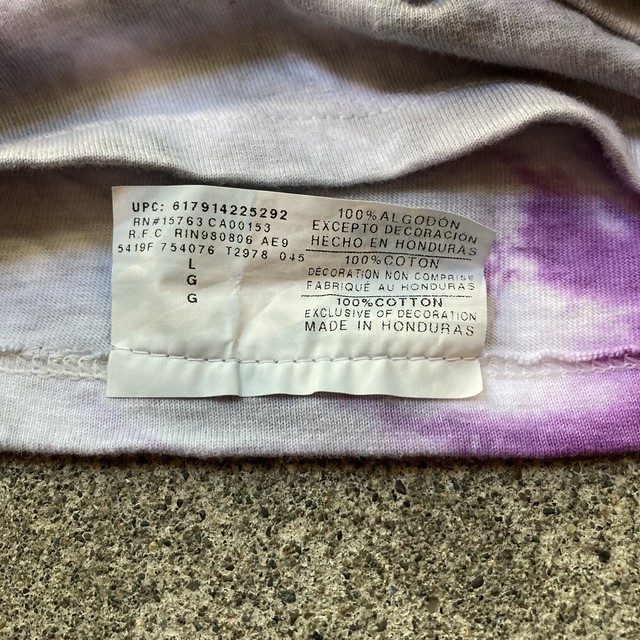 UPC: 617914225292
RN#15763 CA00153
R.F.C RIN980806 AE9
5419F 754076 T2978 045
L
G
G
100%ALGODÓN
EXCEPTO DECORACIÓN
HECHO EN HONDURAS
100%COTON
DÉCORATION NON COMPRISE
FABRIQUÉ AU HONDURAS
100%COTTON
EXCLUSIVE OF DECORATION
MADE IN HONDURAS